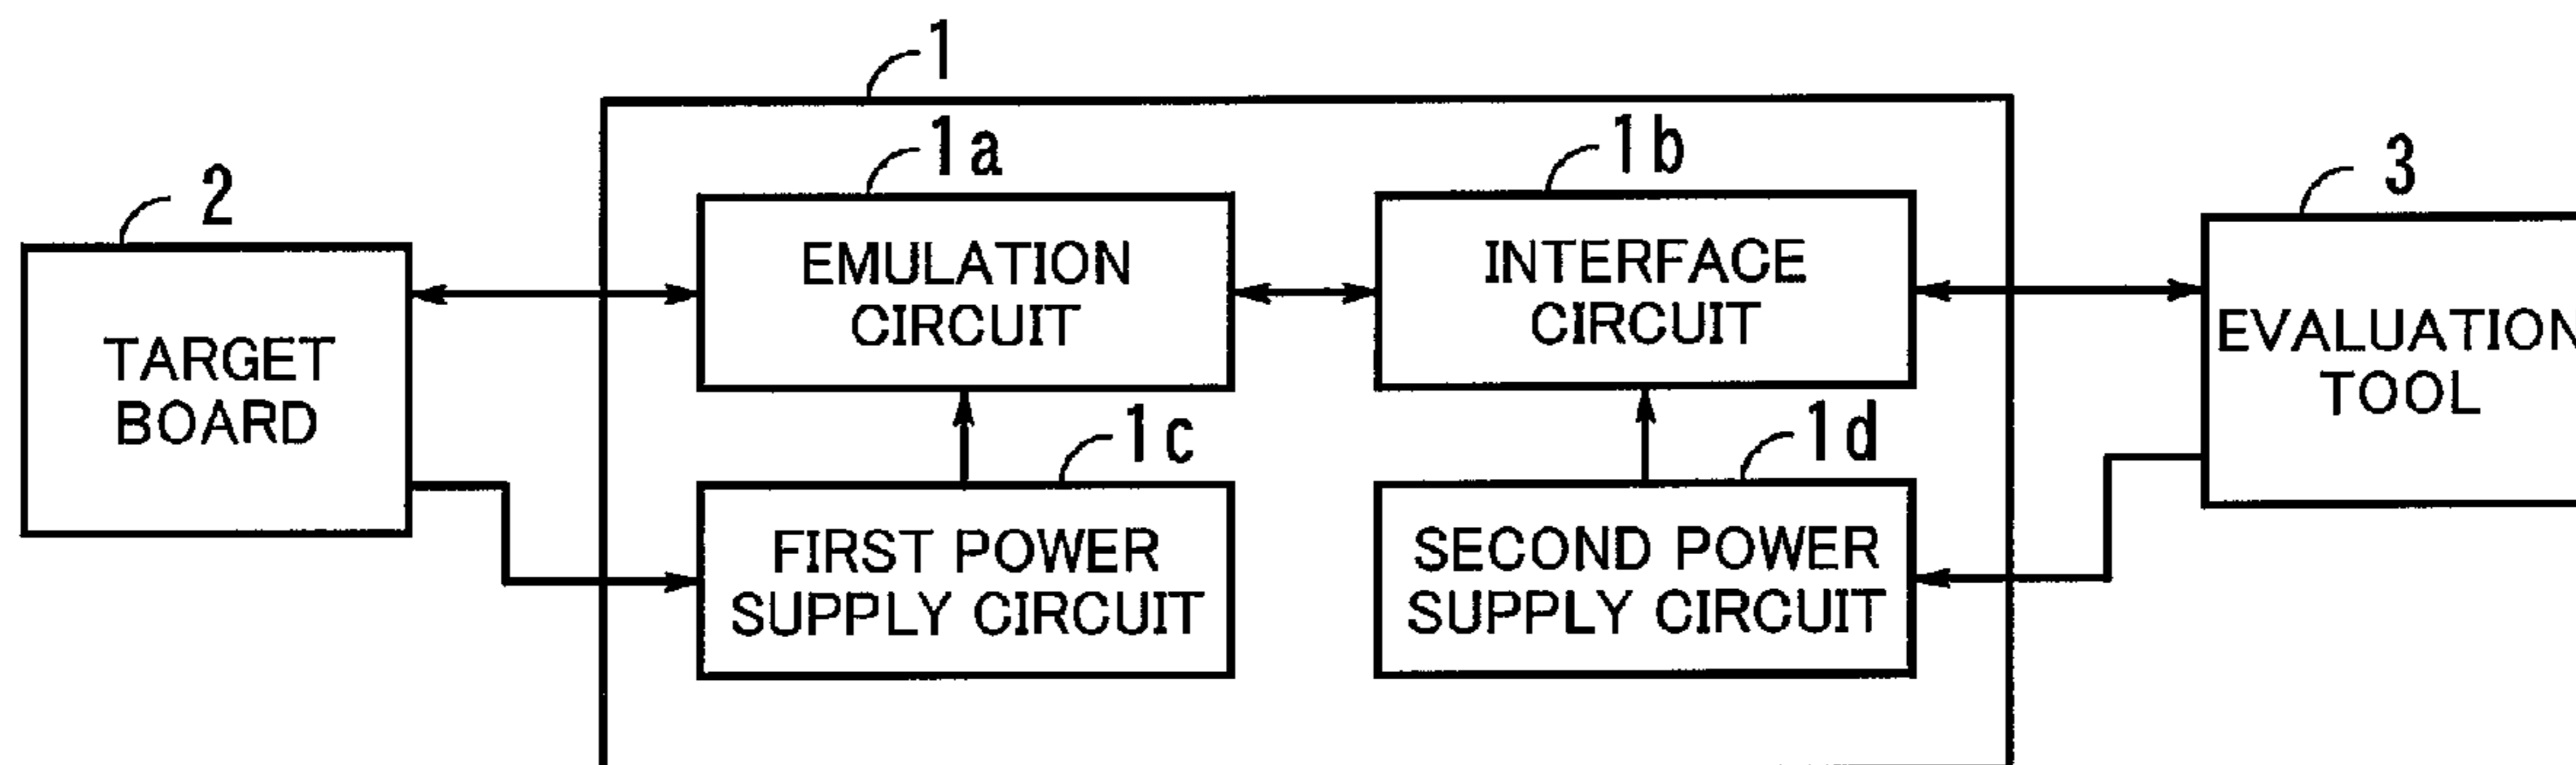 1
1a
1b
2
3
EMULATION
CIRCUIT
INTERFACE
CIRCUIT
TARGET
BOARD
EVALUATION
TOOL
1c
1d
FIRST POWER
SUPPLY CIRCUIT
SECOND POWER
SUPPLY CIRCUIT